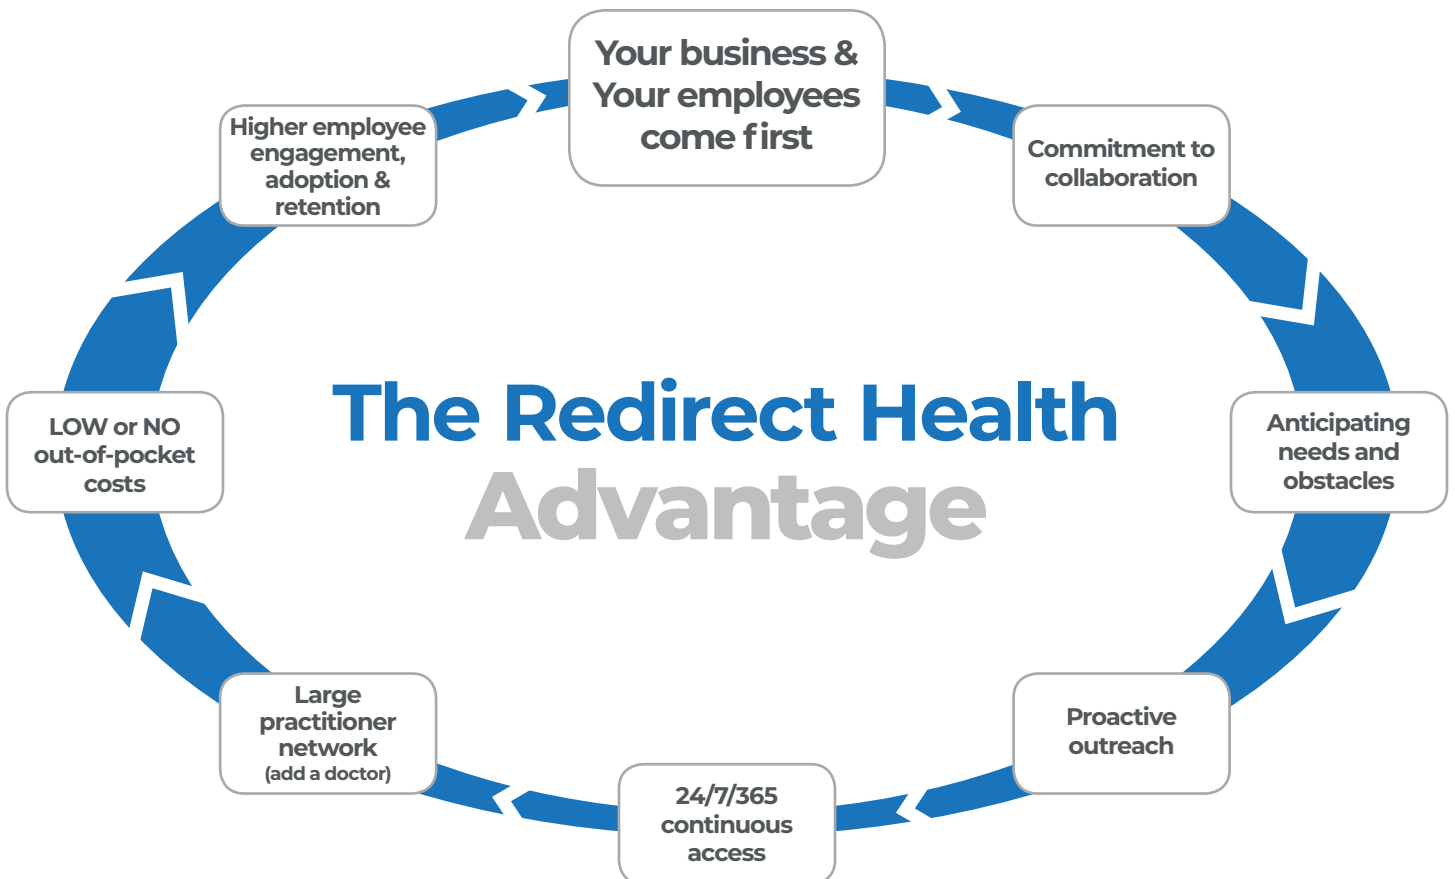 Your business &
Your employees
come first
Higher employee
engagement,
adoption &
retention
Commitment to
collaboration
The Redirect Health
Advantage
LOW or NO
out-of-pocket
costs
Anticipating
needs and
obstacles
Large
practitioner
network
(add a doctor)
Proactive
outreach
24/7/365
continuous
access